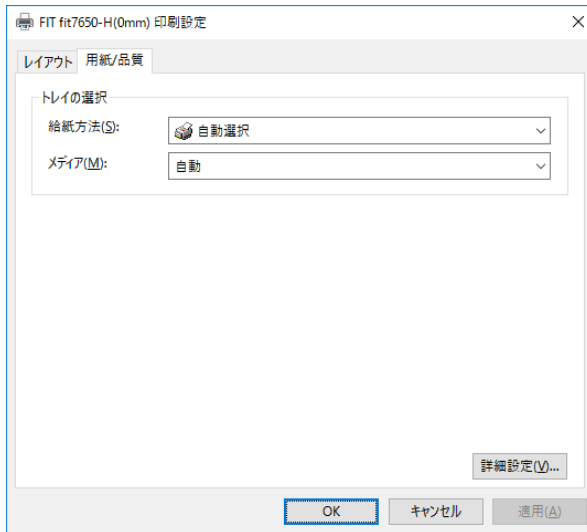 FIT fit7650-H(0mm) 印刷設定
レイアウト 用紙/品質
トレイの選択
給紙方法(S): 自動選択
メディア(M): 自動
詳細設定(V)...
OK キャンセル 適用(A)